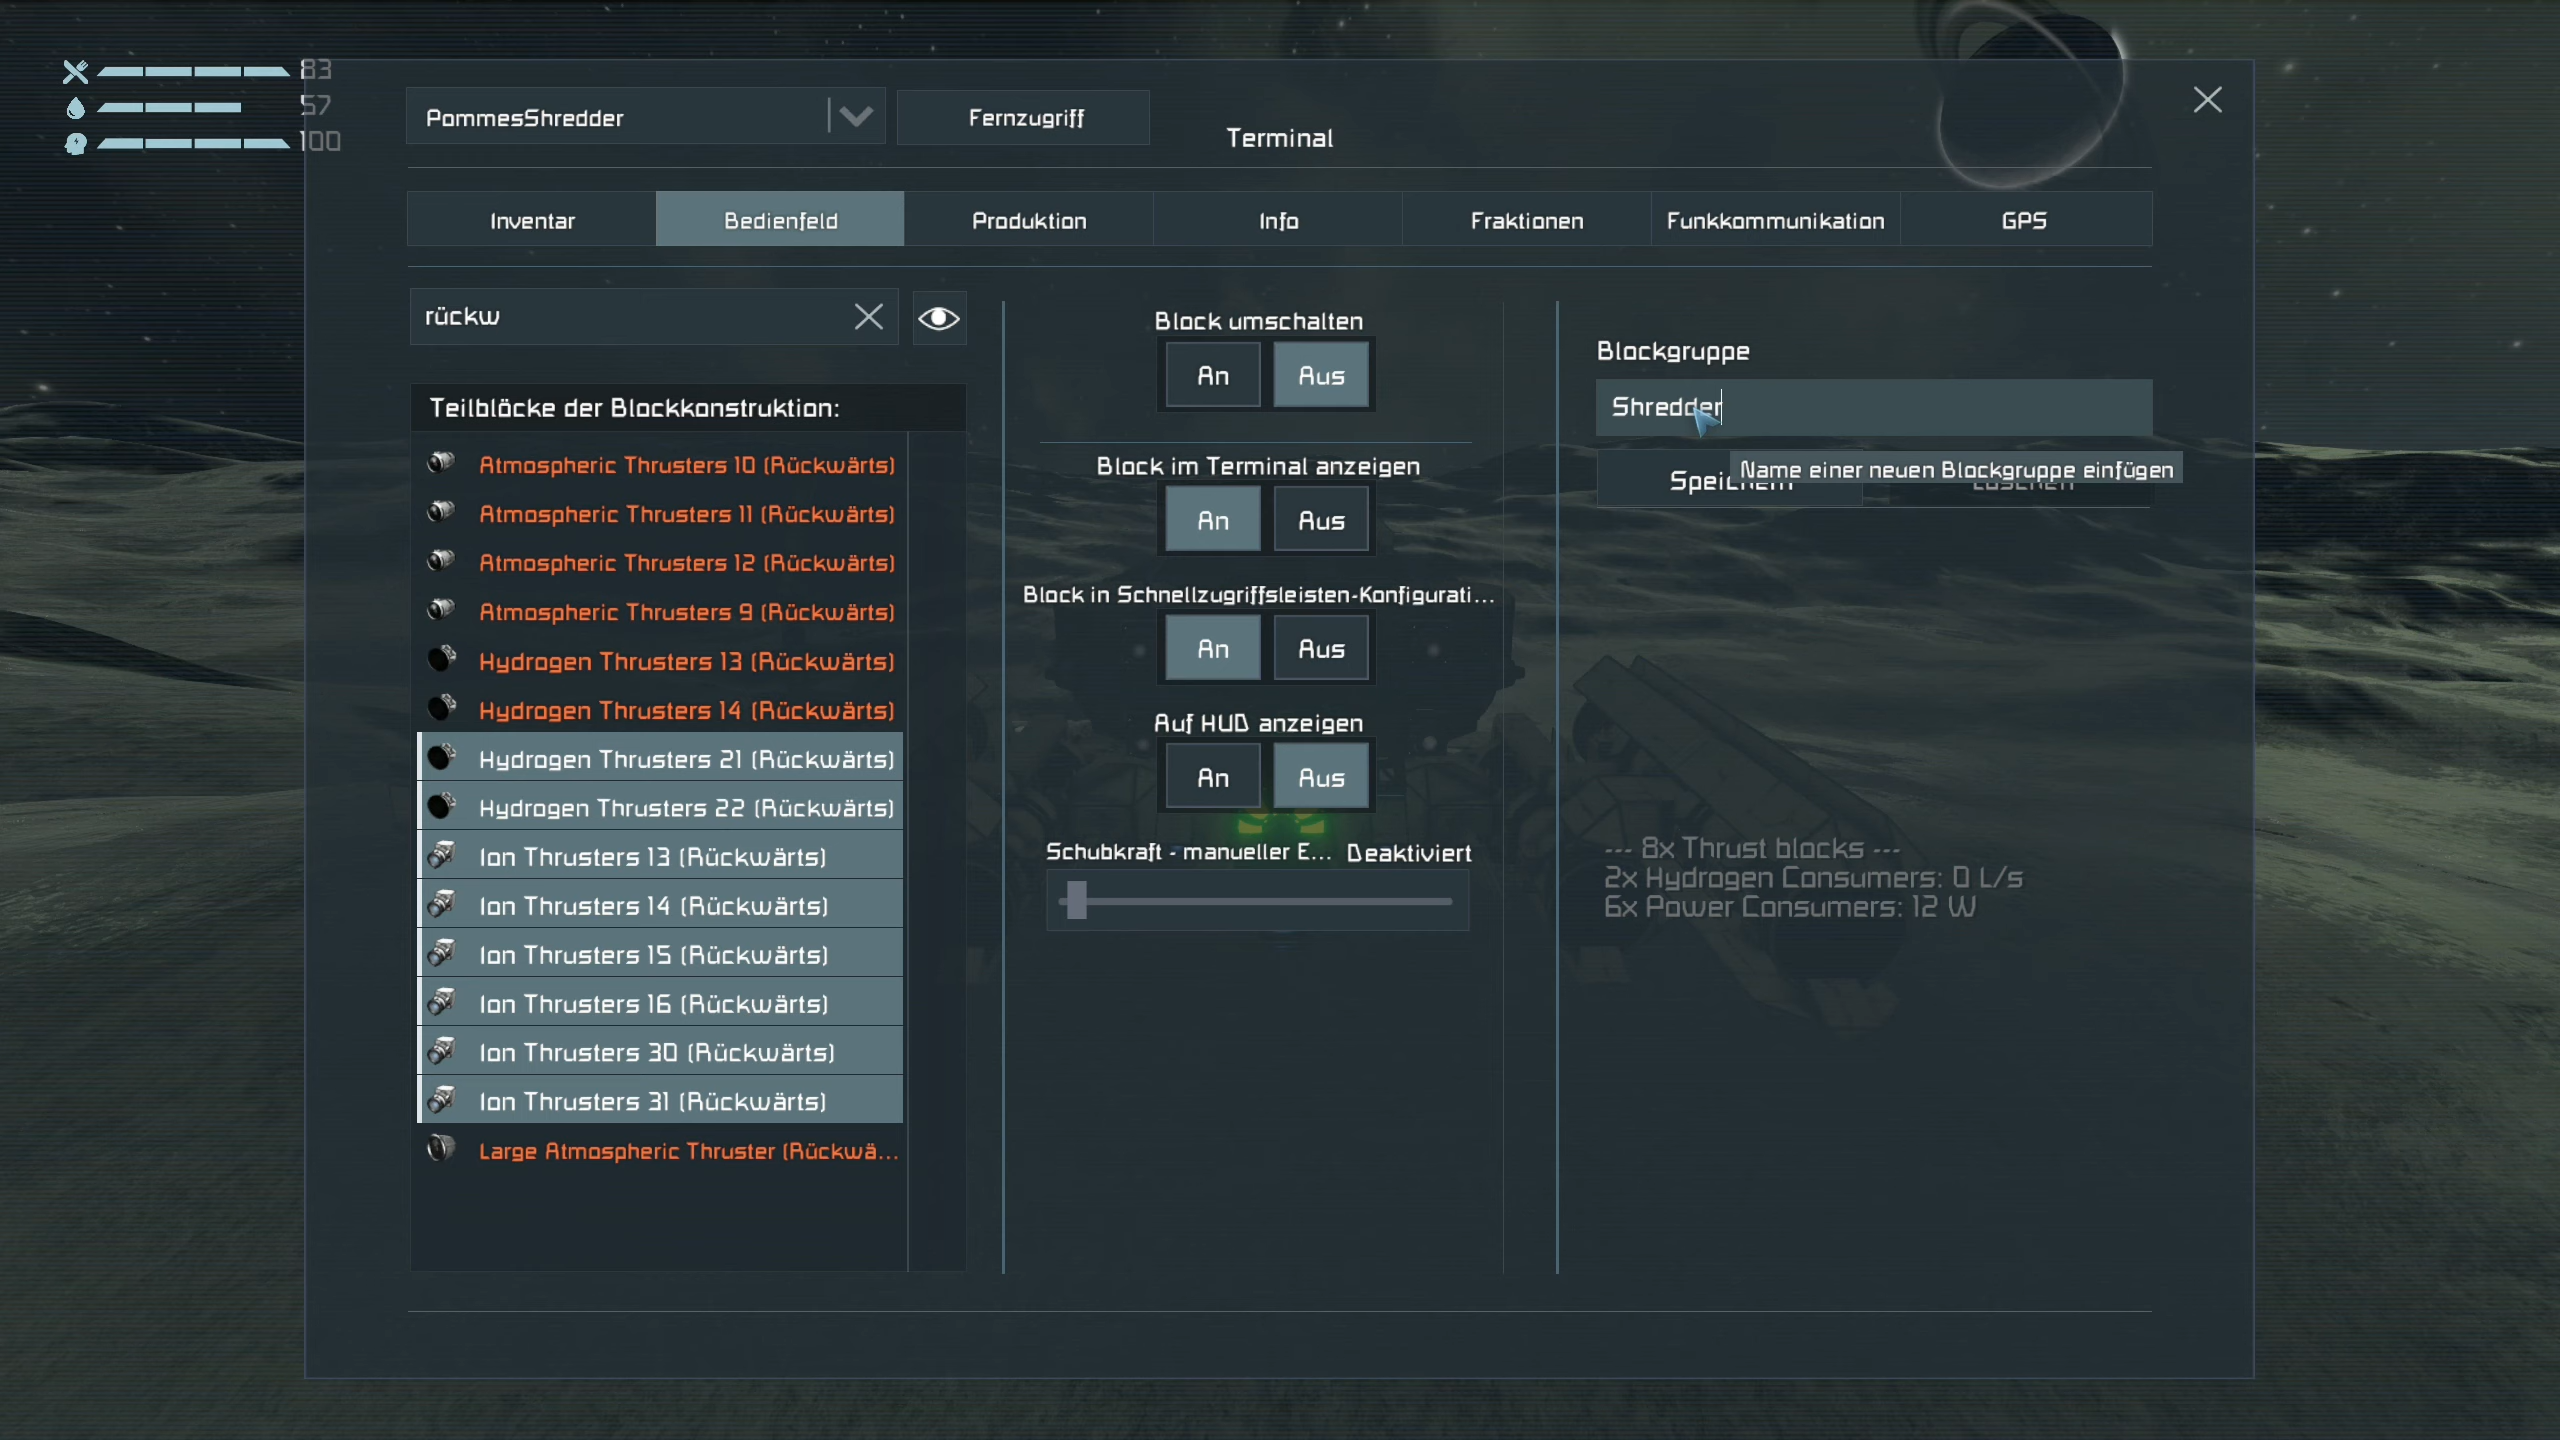 83
57
100
PommesShredder
Fernzugriff
Terminal
Inventar
Bedienfeld
Produktion
Info
Fraktionen
Funkkommunikation
GPS
rückw
Teilblöcke der Blockkonstruktion:
Atmospheric Thrusters 10 (Rückwärts)
Atmospheric Thrusters 11 (Rückwärts)
Atmospheric Thrusters 12 (Rückwärts)
Atmospheric Thrusters 9 (Rückwärts)
Hydrogen Thrusters 13 (Rückwärts)
Hydrogen Thrusters 14 (Rückwärts)
Hydrogen Thrusters 21 (Rückwärts)
Hydrogen Thrusters 22 (Rückwärts)
Ion Thrusters 13 (Rückwärts)
Ion Thrusters 14 (Rückwärts)
Ion Thrusters 15 (Rückwärts)
Ion Thrusters 16 (Rückwärts)
Ion Thrusters 30 (Rückwärts)
Ion Thrusters 31 (Rückwärts)
Large Atmospheric Thruster (Rückwä...
Block umschalten
An Aus
Block im Terminal anzeigen
An Aus
Block in Schnellzugriffsleisten-Konfigurati...
An Aus
Auf HUD anzeigen
An Aus
Schubkraft - manueller E... Deaktiviert
Blockgruppe
Shredder
Name einer neuen Blockgruppe einfügen
Speichern Löschen
--- 8x Thrust blocks ---
2x Hydrogen Consumers: 0 L/s
6x Power Consumers: 12 W